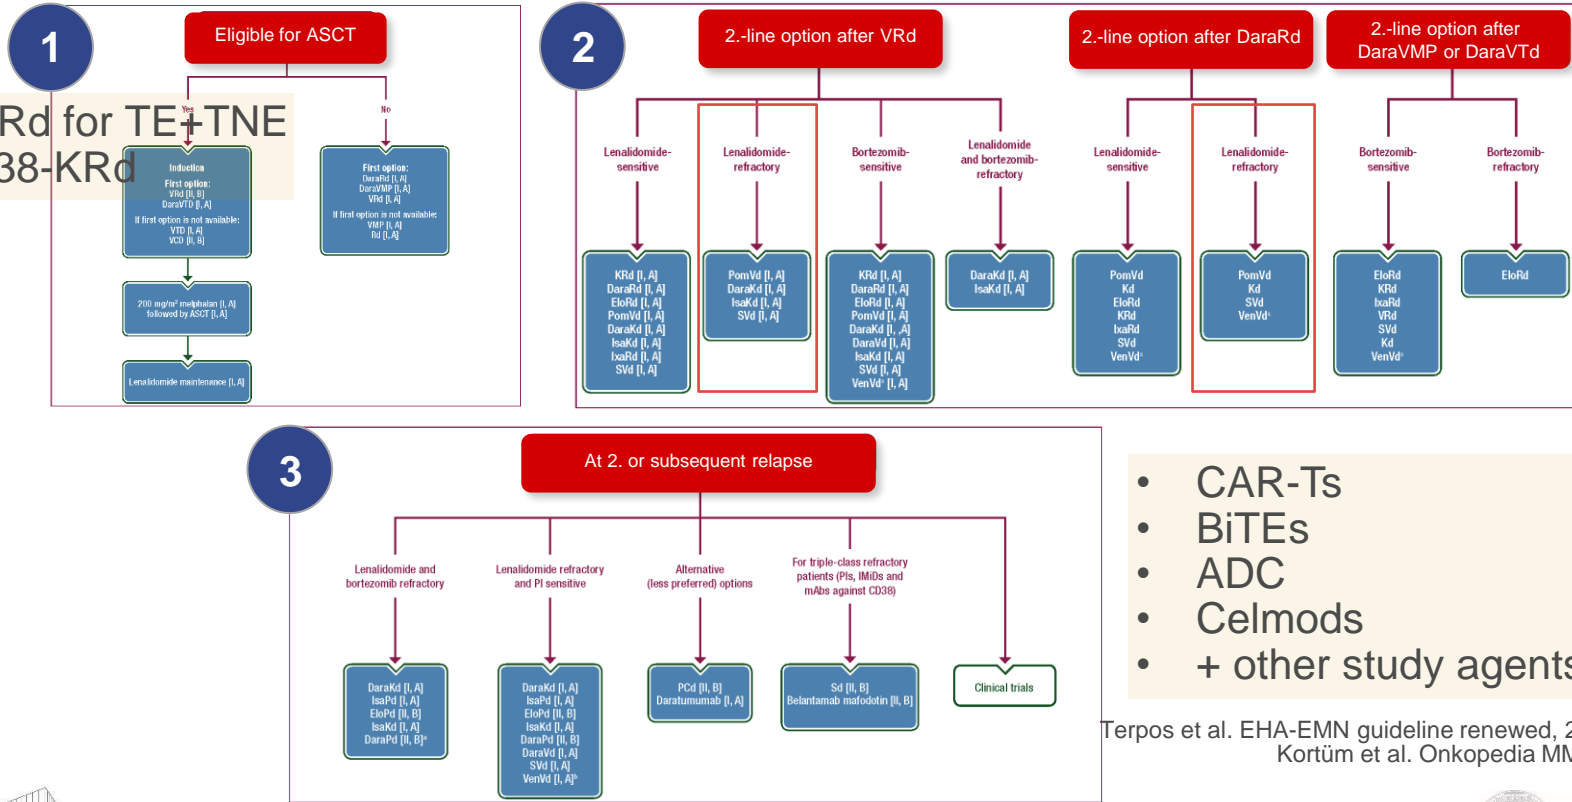 1
Eligible for ASCT
Yes
No
Rd for TE+TNE
38-KRd
Induction
First option:
VRd [II, B]
DaraVTD [I, A]
If first option is not available:
VTD [I, A]
VCD [II, B]
200 mg/m² melphalan [I, A]
followed by ASCT [I, A]
Lenalidomide maintenance [I, A]
First option:
DaraRd [I, A]
DaraVMP [I, A]
VRd [I, A]
If first option is not available:
VMP [I, A]
Rd [I, A]
2
2.-line option after VRd
Lenalidomide-
sensitive
KRd [I, A]
DaraRd [I, A]
EloRd [I, A]
PomVd [I, A]
DaraKd [I, A]
IsaKd [I, A]
IxaRd [I, A]
SVd [I, A]
Lenalidomide-
refractory
PomVd [I, A]
DaraKd [I, A]
IsaKd [I, A]
SVd [I, A]
Bortezomib-
sensitive
KRd [I, A]
DaraRd [I, A]
EloRd [I, A]
PomVd [I, A]
DaraKd [I, ,A]
DaraVd [I, A]
IsaKd [I, A]
SVd [I, A]
VenVd [I, A]
Lenalidomide
and bortezomib-
refractory
DaraKd [I, A]
IsaKd [I, A]
2.-line option after DaraRd
Lenalidomide-
sensitive
PomVd
Kd
EloRd
KRd
IxaRd
SVd
VenVd
Lenalidomide-
refractory
PomVd
Kd
SVd
VenVd
2.-line option after
DaraVMP or DaraVTd
Bortezomib-
sensitive
EloRd
KRd
IxaRd
VRd
SVd
Kd
VenVd
Bortezomib-
refractory
EloRd
3
At 2. or subsequent relapse
Lenalidomide and
bortezomib refractory
DaraKd [I, A]
IsaPd [I, A]
EloPd [II, B]
IsaKd [I, A]
DaraPd [II, B]ᵃ
Lenalidomide refractory
and PI sensitive
DaraKd [I, A]
IsaPd [I, A]
EloPd [II, B]
IsaKd [I, A]
DaraPd [II, B]
DaraVd [I, A]
SVd [I, A]
VenVd [I, A]ᵇ
Alternative
(less preferred) options
PCd [II, B]
Daratumumab [I, A]
For triple-class refractory
patients (PIs, IMiDs and
mAbs against CD38)
Sd [II, B]
Belantamab mafodotin [II, B]
Clinical trials
• CAR-Ts
• BiTEs
• ADC
• Celmods
• + other study agents
Terpos et al. EHA-EMN guideline renewed, 2
Kortüm et al. Onkopedia MM